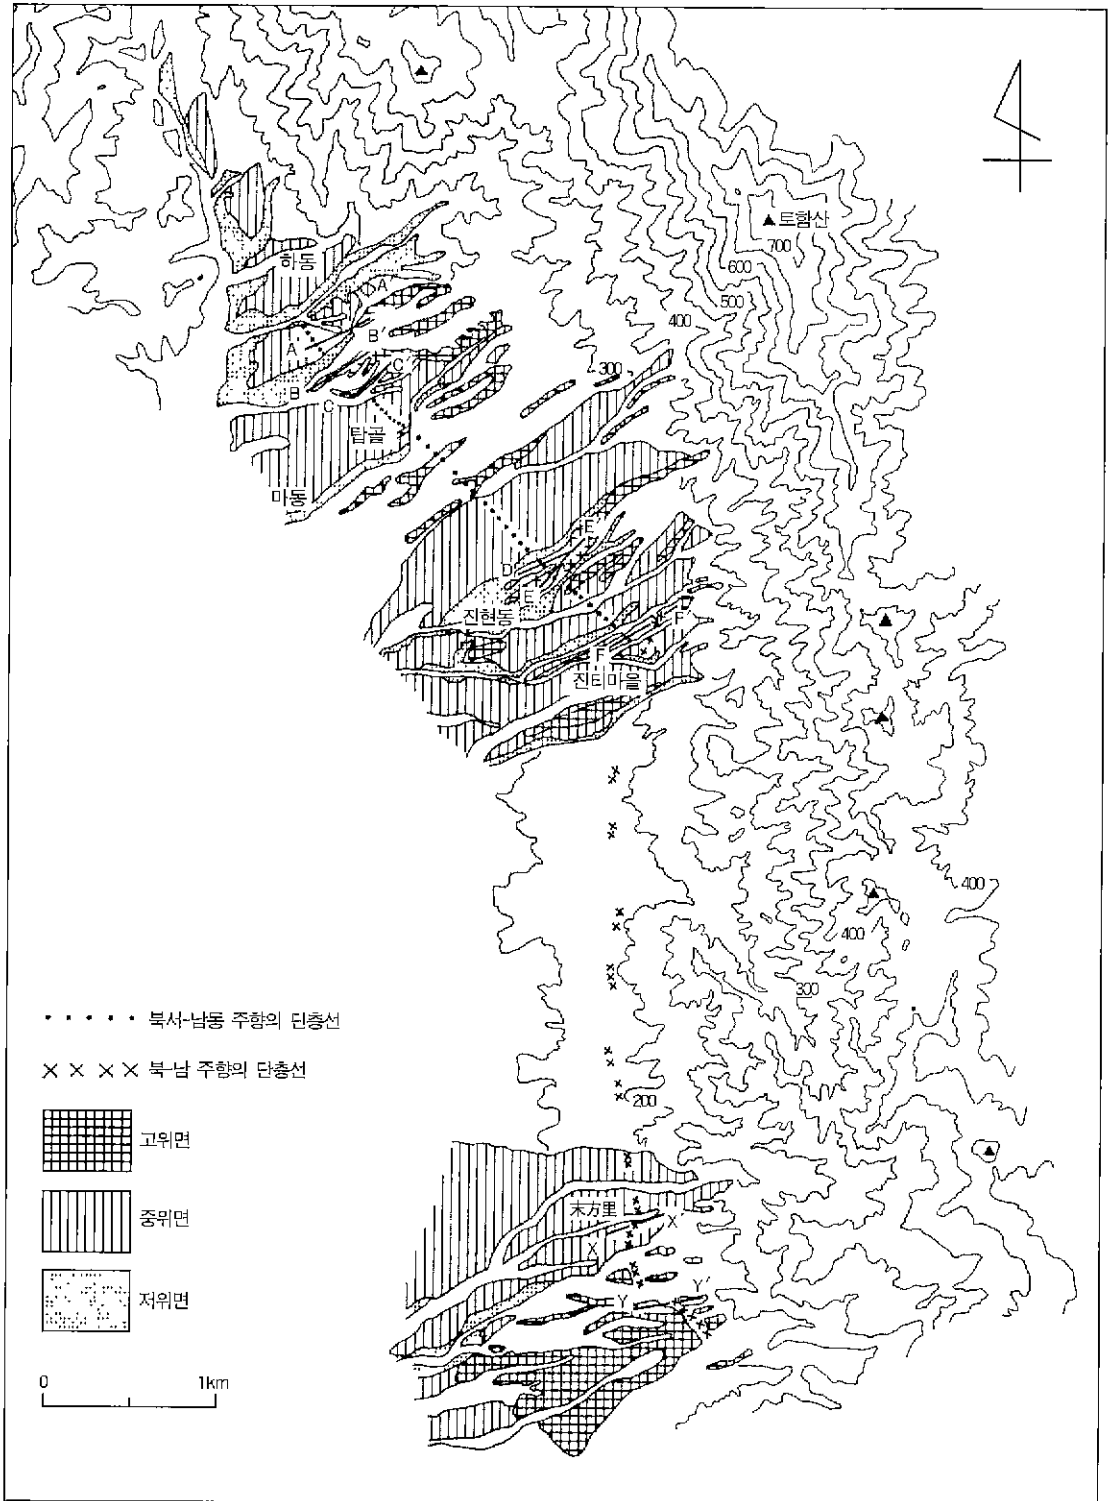 ▲토함산
700
600
500
400
300
하동
A'
B'
A
C'
B
C
탑골
마동
E'
D
E
진현동
F'
F
진티마을
400
400
300
북서-남동 주향의 단층선
북-남 주향의 단층선
200
고위면
末方里
X'
중위면
X
Y'
저위면
Y
0 1km